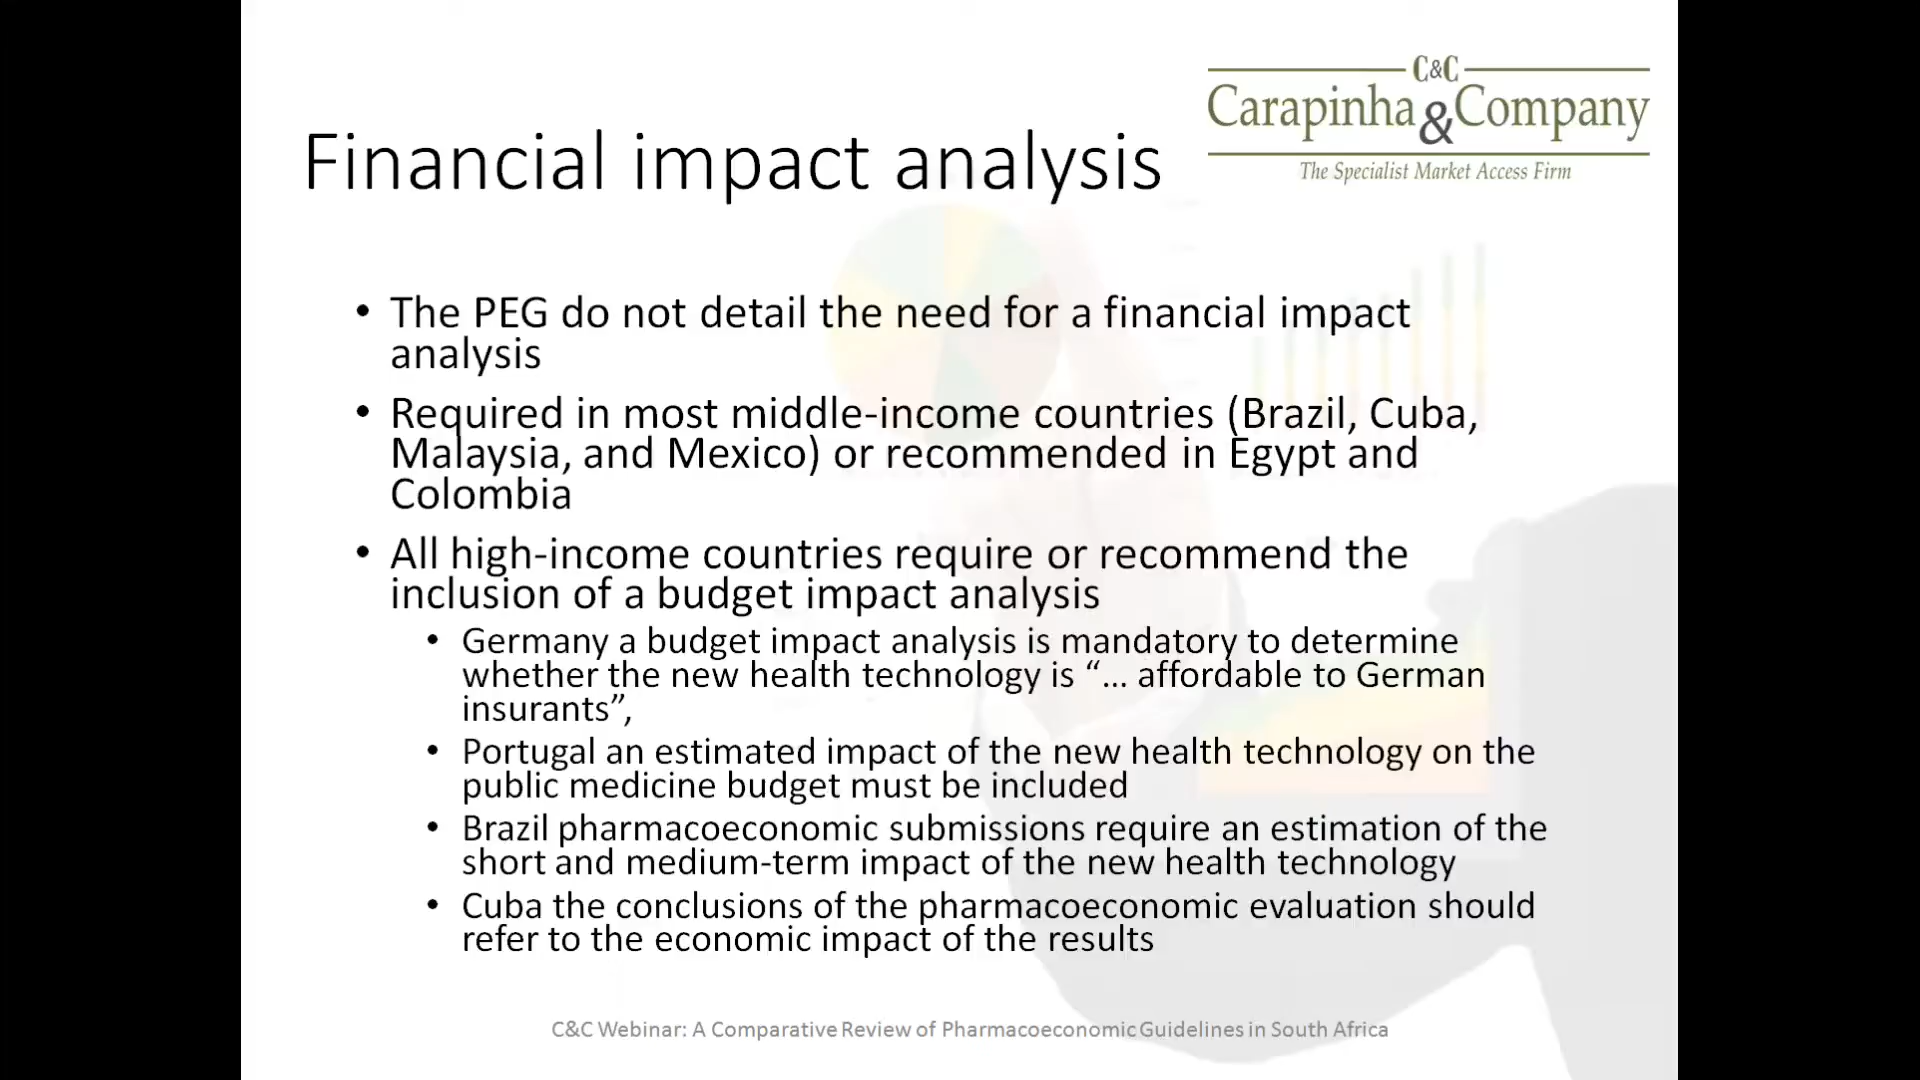 C&C
Carapinha & Company
The Specialist Market Access Firm
Financial impact analysis
• The PEG do not detail the need for a financial impact
analysis
• Required in most middle-income countries (Brazil, Cuba,
Malaysia, and Mexico) or recommended in Egypt and
Colombia
• All high-income countries require or recommend the
inclusion of a budget impact analysis
• Germany a budget impact analysis is mandatory to determine
whether the new health technology is “... affordable to German
insurants”,
• Portugal an estimated impact of the new health technology on the
public medicine budget must be included
• Brazil pharmacoeconomic submissions require an estimation of the
short and medium-term impact of the new health technology
• Cuba the conclusions of the pharmacoeconomic evaluation should
refer to the economic impact of the results
C&C Webinar: A Comparative Review of Pharmacoeconomic Guidelines in South Africa